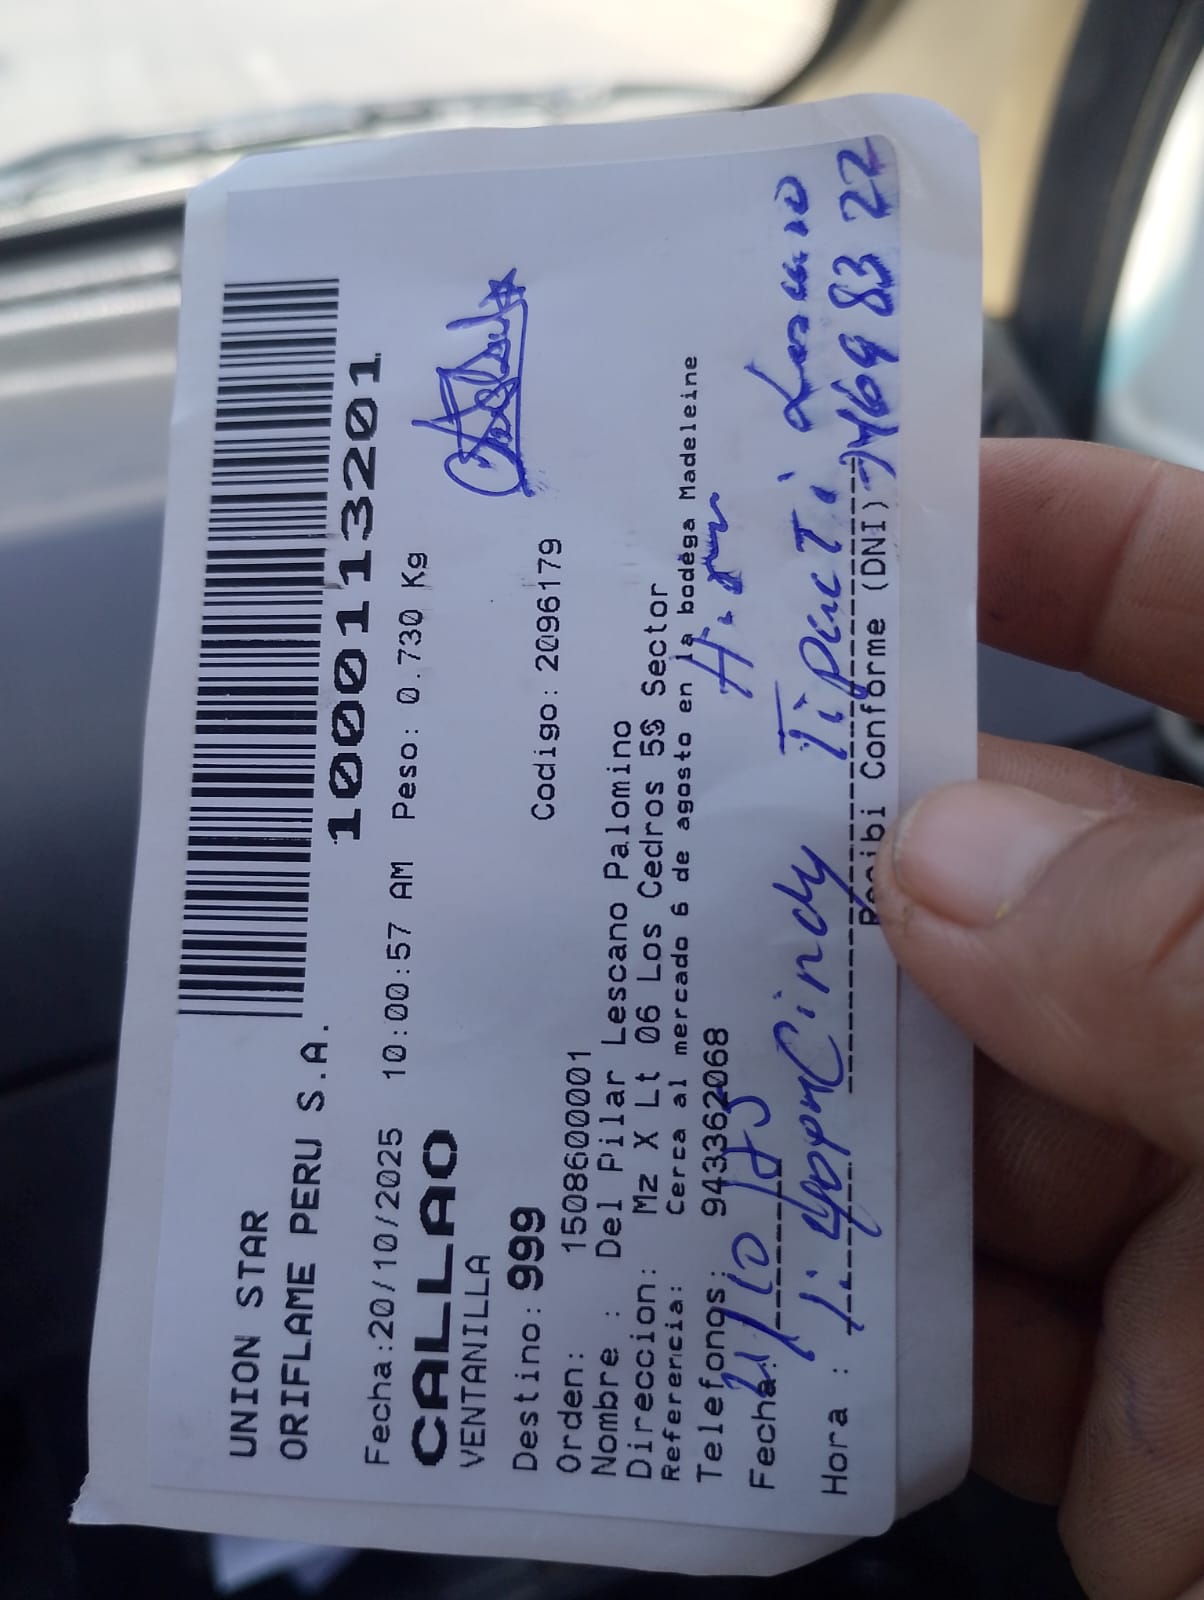 1000113201
UNION STAR
ORIFLAME PERU S.A.
Fecha:20/10/2025 10:00:57 AM Peso: 0.730 Kg
CALLAO
VENTANILLA
Destino: 999 Codigo: 2096179
Orden: 1508600001
Nombre : Del Pilar Lescano Palomino
Direccion: Mz X Lt 06 Los Cedros Sector
Referencia: Cerca al mercado 6 de agosto en la bodega Madeleine
Telefonos: 943362068
Fecha:
Cindy Tipacti Lescano
Hora :
Recibi Conforme (DNI)